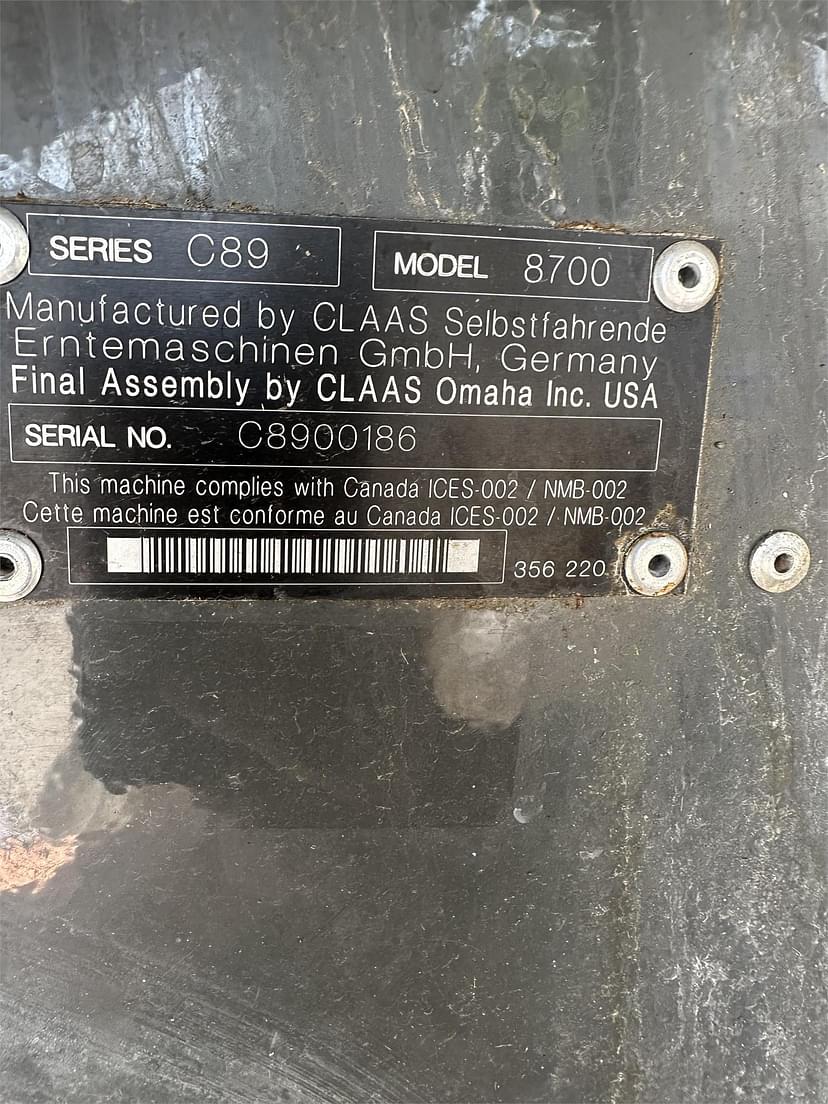 SERIES C89 MODEL 8700
Manufactured by CLAAS Selbstfahrende
Erntemaschinen GmbH, Germany
Final Assembly by CLAAS Omaha Inc. USA
SERIAL NO. C8900186
This machine complies with Canada ICES-002 / NMB-002
Cette machine est conforme au Canada ICES-002 / NMB-002
356 220